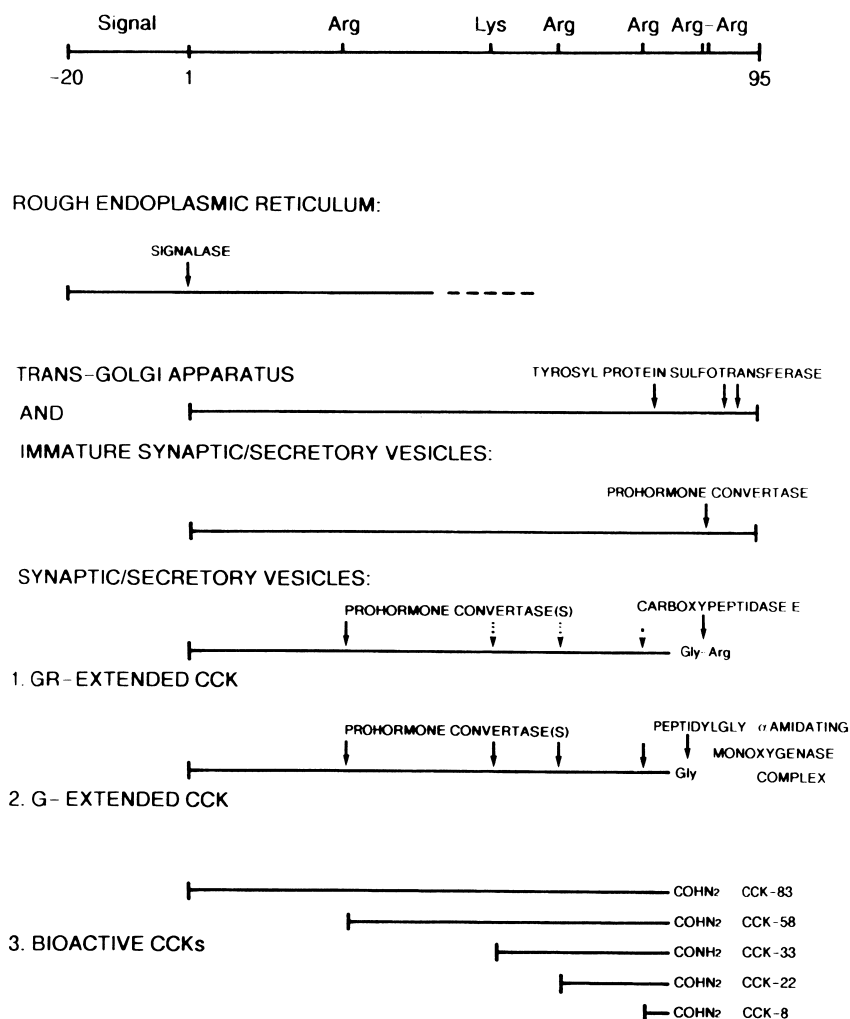 Signal Arg Lys Arg Arg Arg-Arg
-20 1 95
ROUGH ENDOPLASMIC RETICULUM:
SIGNALASE
TRANS-GOLGI APPARATUS
TYROSYL PROTEIN SULFOTRANSFERASE
AND
IMMATURE SYNAPTIC/SECRETORY VESICLES:
PROHORMONE CONVERTASE
SYNAPTIC/SECRETORY VESICLES:
PROHORMONE CONVERTASE(S) CARBOXYPEPTIDASE E
Gly-Arg
1. GR-EXTENDED CCK
PROHORMONE CONVERTASE(S) PEPTIDYLGLY α AMIDATING
MONOXYGENASE
Gly COMPLEX
2. G-EXTENDED CCK
COHN2 CCK-83
COHN2 CCK-58
3. BIOACTIVE CCKs
CONH2 CCK-33
COHN2 CCK-22
COHN2 CCK-8